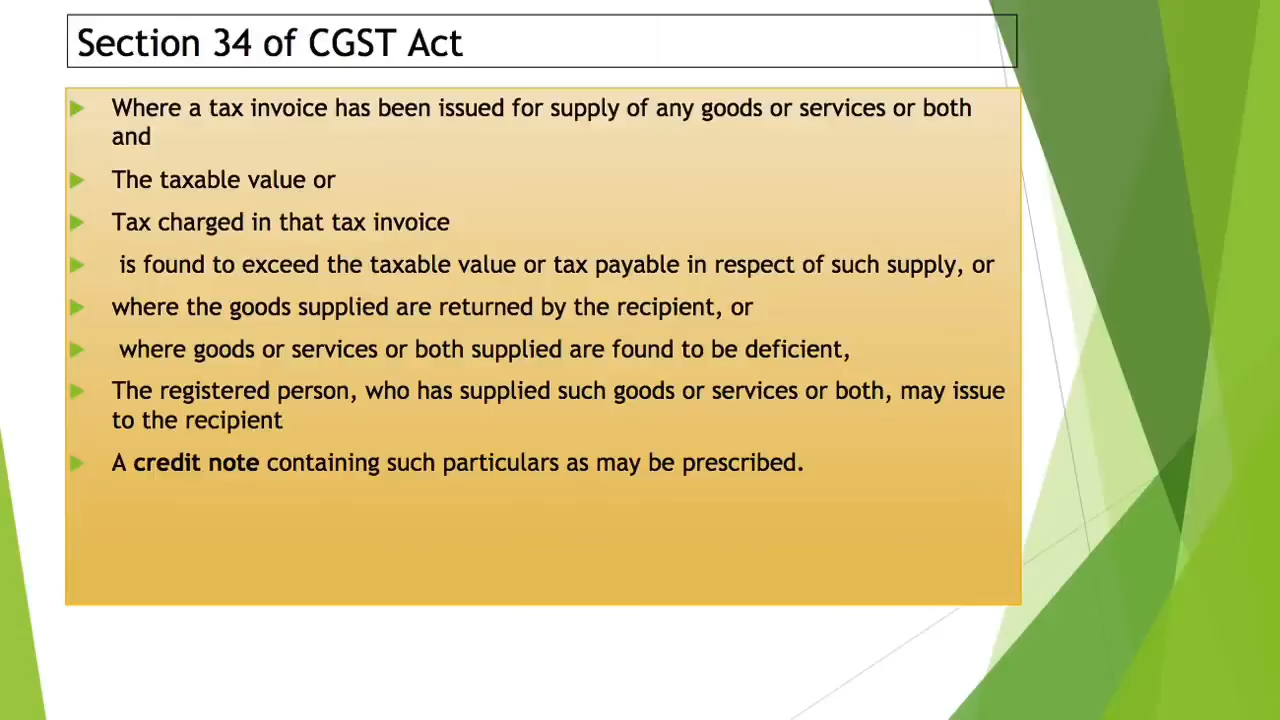 Section 34 of CGST Act
Where a tax invoice has been issued for supply of any goods or services or both
and
The taxable value or
Tax charged in that tax invoice
is found to exceed the taxable value or tax payable in respect of such supply, or
where the goods supplied are returned by the recipient, or
where goods or services or both supplied are found to be deficient,
The registered person, who has supplied such goods or services or both, may issue
to the recipient
A credit note containing such particulars as may be prescribed.